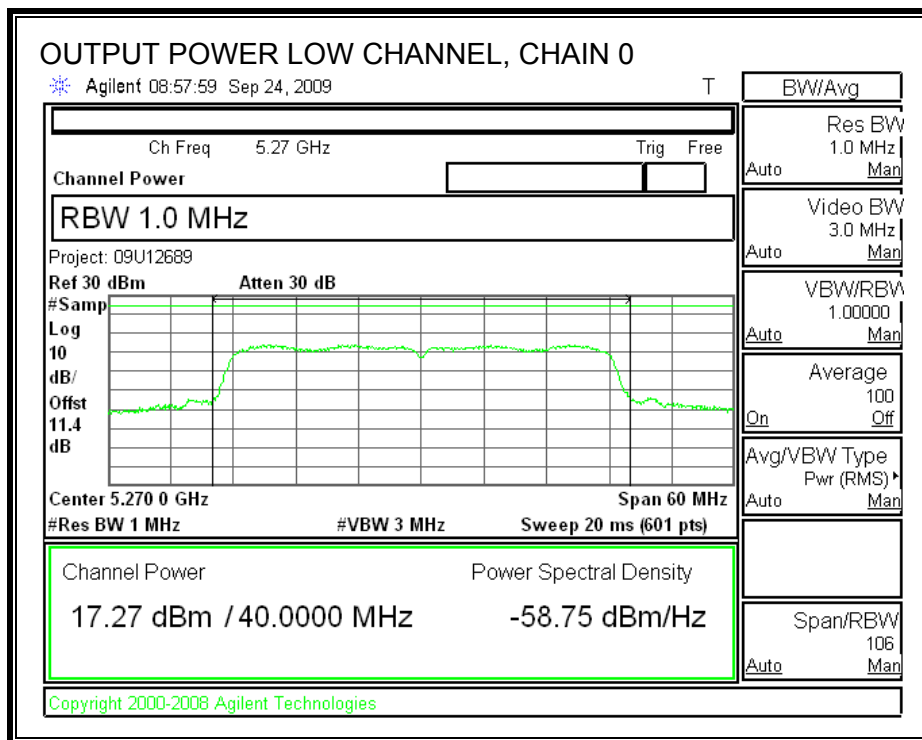 OUTPUT POWER LOW CHANNEL, CHAIN 0
Agilent 08:57:59 Sep 24, 2009 T
Ch Freq 5.27 GHz Trig Free
Channel Power
RBW 1.0 MHz
Project: 09U12689
Ref 30 dBm Atten 30 dB
#Samp
Log
10
dB/
Offst
11.4
dB
Center 5.270 0 GHz Span 60 MHz
#Res BW 1 MHz #VBW 3 MHz Sweep 20 ms (601 pts)
Channel Power Power Spectral Density
17.27 dBm / 40.0000 MHz -58.75 dBm/Hz
Copyright 2000-2008 Agilent Technologies
BW/Avg
Res BW
1.0 MHz
Auto Man
Video BW
3.0 MHz
Auto Man
VBW/RBW
1.00000
Auto Man
Average
100
On Off
Avg/VBW Type
Pwr (RMS)
Auto Man
Span/RBW
106
Auto Man